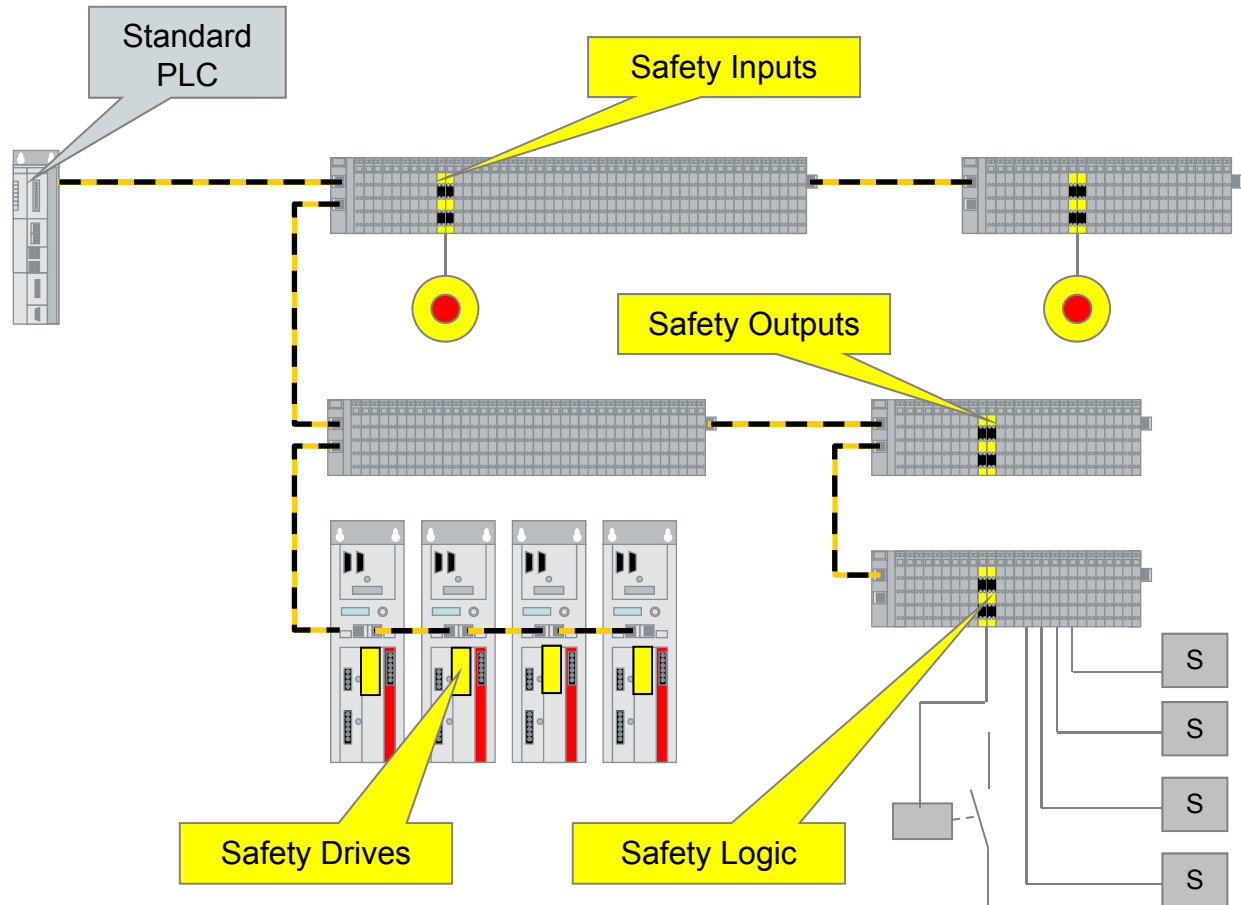 Standard
PLC
Safety Inputs
Safety Outputs
S
S
S
S
Safety Drives
Safety Logic